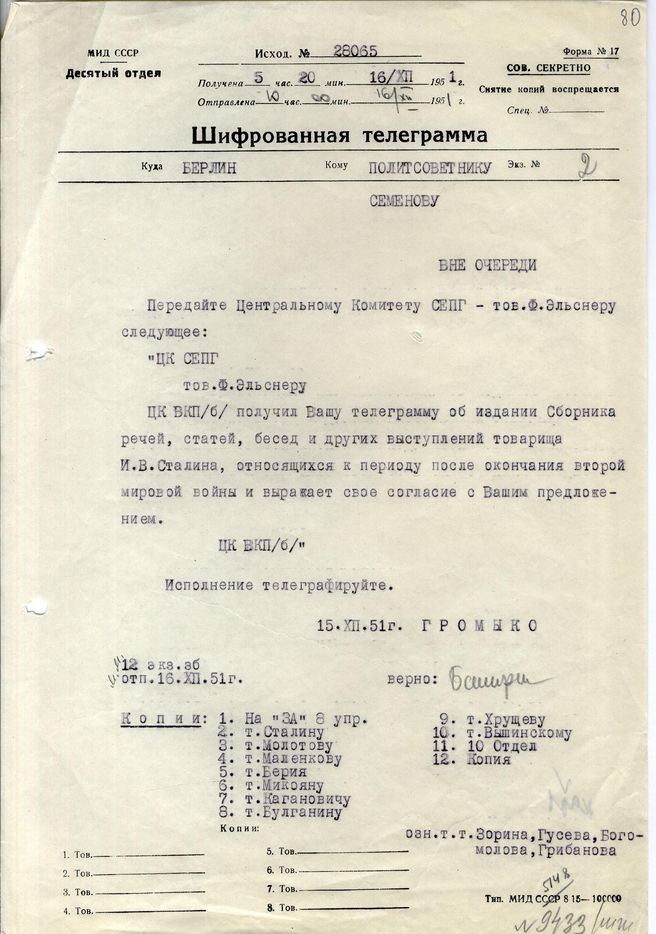 80
МИД СССР
Десятый отдел
Исход. № 28065
Форма № 17
СОВ. СЕКРЕТНО
Снятие копий воспрещается
Спец. №
Получена 5 час. 20 мин. 16/XП 1951 г.
Отправлена 10 час. 00 мин. 16/XII 1951 г.
Шифрованная телеграмма
Куда БЕРЛИН Кому ПОЛИТСОВЕТНИКУ Экз. № 2
СЕМЕНОВУ
ВНЕ ОЧЕРЕДИ
Передайте Центральному Комитету СЕПГ - тов.Ф.Эльснеру
следующее:
"ЦК СЕПГ
тов.Ф.Эльснеру
ЦК ВКП/б/ получил Вашу телеграмму об издании Сборника
речей, статей, бесед и других выступлений товарища
И.В.Сталина, относящихся к периоду после окончания второй
мировой войны и выражает свое согласие с Вашим предложе-
нием.
ЦК ВКП/б/"
Исполнение телеграфируйте.
15.XП.51г. ГРОМЫКО
12 экз.зб
отп.16.XП.51г.
верно:
Копии: 1. На "ЗА" 8 упр.
2. т.Сталину
3. т.Молотову
4. т.Маленкову
5. т.Берия
6. т.Микояну
7. т.Кагановичу
8. т.Булганину
9. т.Хрущеву
10. т.Вышинскому
11. 10 Отдел
12. Копия
озн.т.т.Зорина,Гусева,Бого-
молова,Грибанова
Копии:
1. Тов.
2. Тов.
3. Тов.
4. Тов.
5. Тов.
6. Тов.
7. Тов.
8. Тов.
5148
Тип. МИД СССР 8 15—100000
№9433